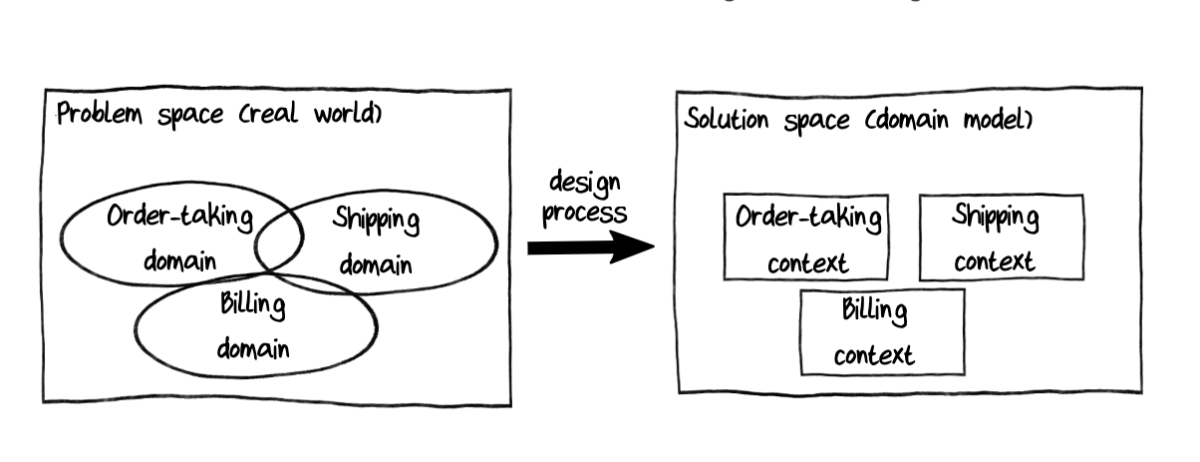 Problem space (real world)
Order-taking
domain
Shipping
domain
Billing
domain
design
process
Solution space (domain model)
Order-taking
context
Shipping
context
Billing
context